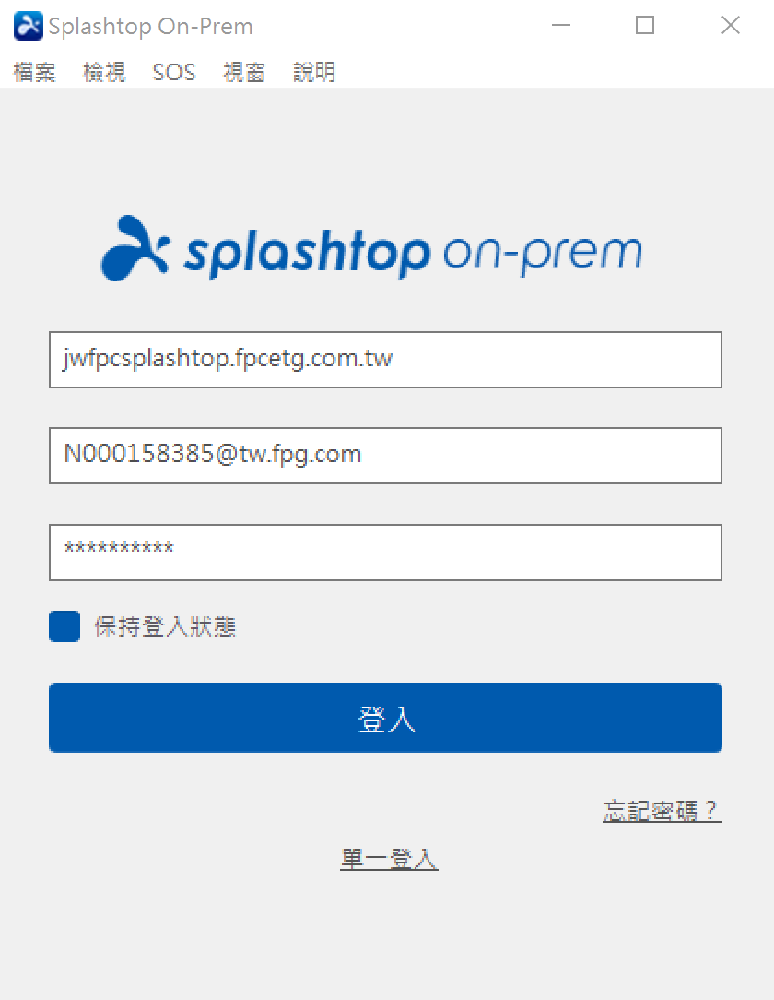 Splashtop On-Prem
檔案 檢視 SOS 視窗 說明
splashtop on-prem
jwfpcsplashtop.fpcetg.com.tw
N000158385@tw.fpg.com
**********
保持登入狀態
登入
忘記密碼？
單一登入